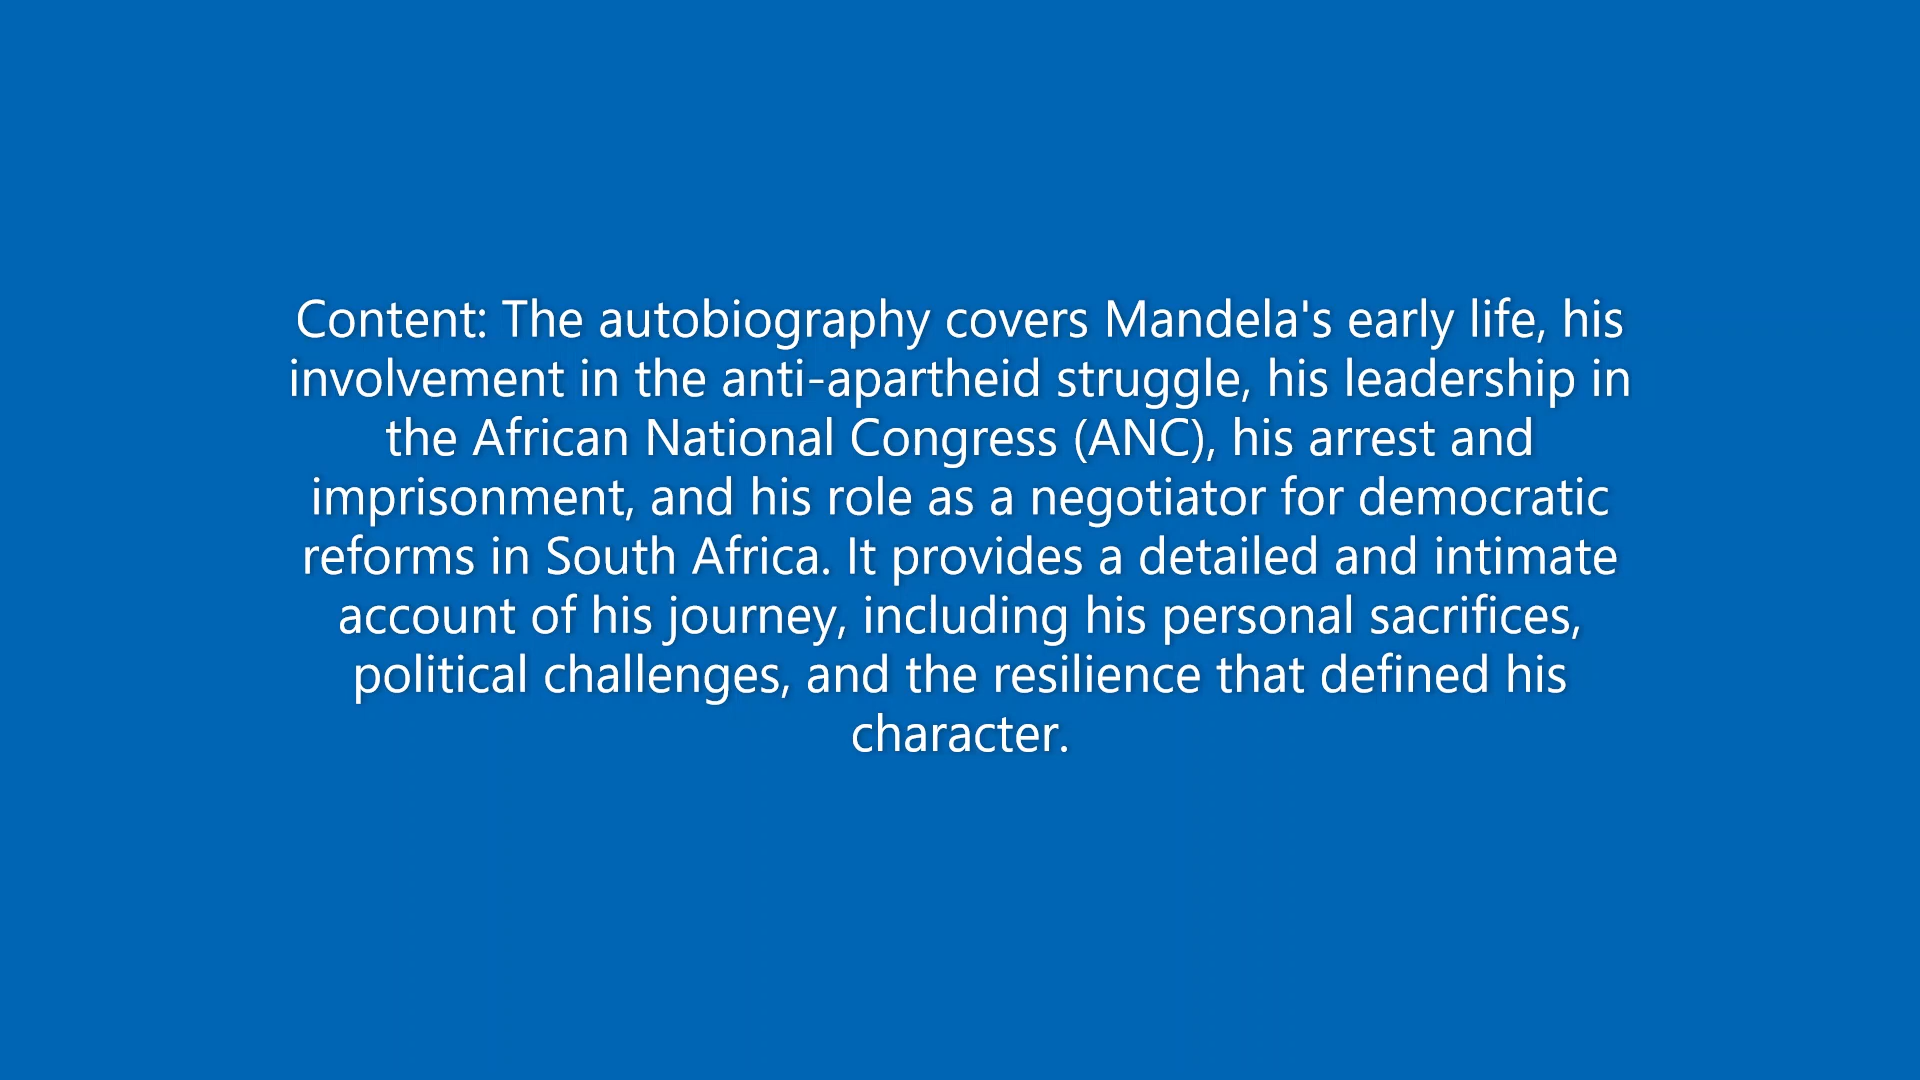 Content: The autobiography covers Mandela's early life, his
involvement in the anti-apartheid struggle, his leadership in
the African National Congress (ANC), his arrest and
imprisonment, and his role as a negotiator for democratic
reforms in South Africa. It provides a detailed and intimate
account of his journey, including his personal sacrifices,
political challenges, and the resilience that defined his
character.